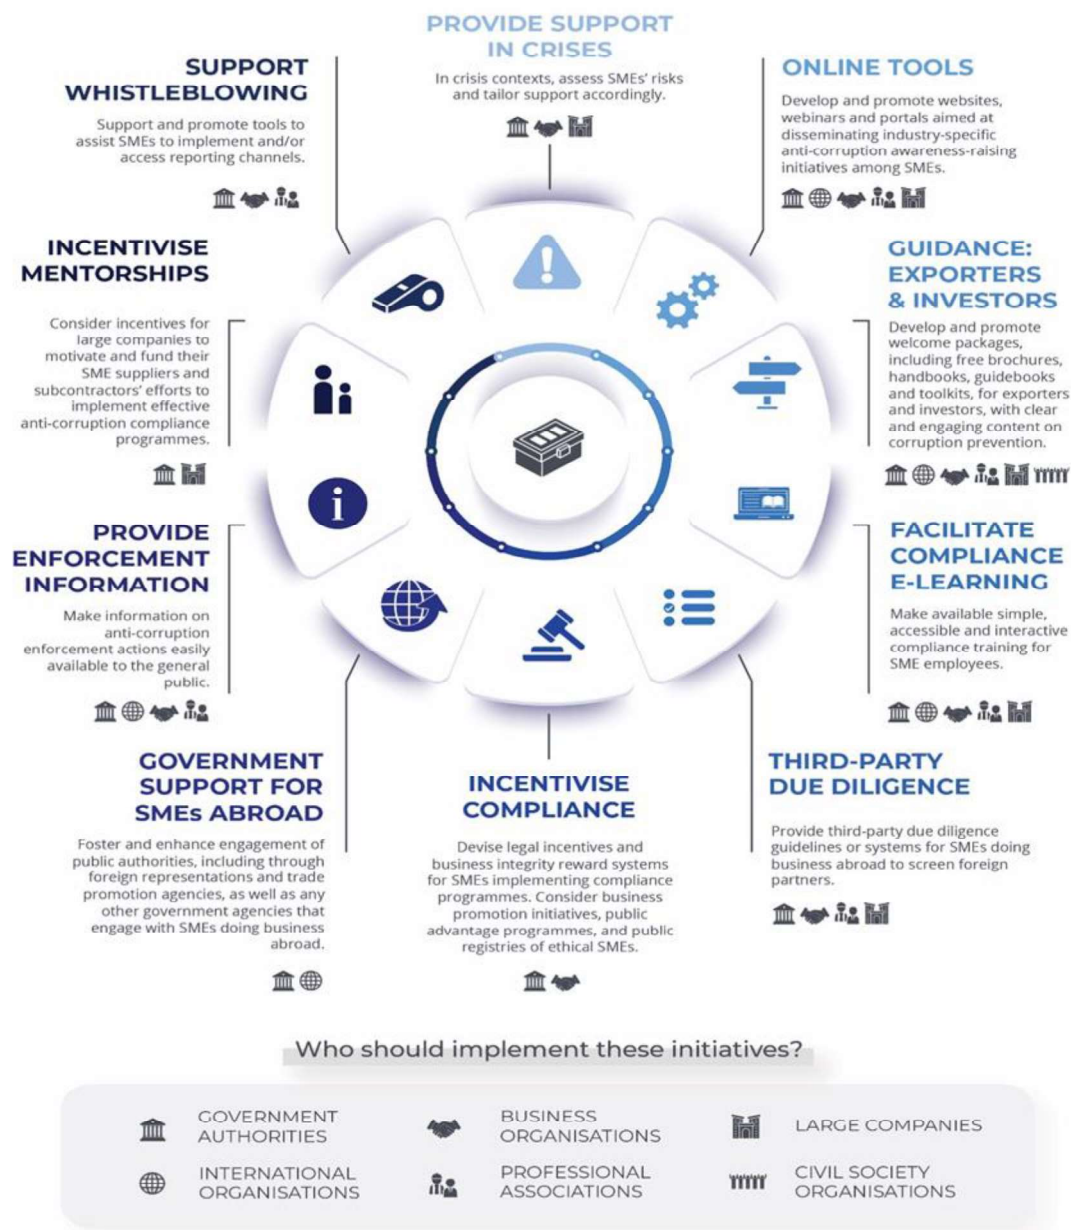 PROVIDE SUPPORT
IN CRISES
In crisis contexts, assess SMEs' risks
and tailor support accordingly.
SUPPORT
WHISTLEBLOWING
Support and promote tools to
assist SMEs to implement and/or
access reporting channels.
ONLINE TOOLS
Develop and promote websites,
webinars and portals aimed at
disseminating industry-specific
anti-corruption awareness-raising
initiatives among SMEs.
INCENTIVISE
MENTORSHIPS
Consider incentives for
large companies to
motivate and fund their
SME suppliers and
subcontractors' efforts to
implement effective
anti-corruption compliance
programmes.
GUIDANCE:
EXPORTERS
& INVESTORS
Develop and promote
welcome packages,
including free brochures,
handbooks, guidebooks
and toolkits, for exporters
and investors, with clear
and engaging content on
corruption prevention.
PROVIDE
ENFORCEMENT
INFORMATION
Make information on
anti-corruption
enforcement actions easily
available to the general
public.
FACILITATE
COMPLIANCE
E-LEARNING
Make available simple,
accessible and interactive
compliance training for
SME employees.
GOVERNMENT
SUPPORT FOR
SMEs ABROAD
Foster and enhance engagement of
public authorities, including through
foreign representations and trade
promotion agencies, as well as any
other government agencies that
engage with SMEs doing business
abroad.
INCENTIVISE
COMPLIANCE
Devise legal incentives and
business integrity reward systems
for SMEs implementing compliance
programmes. Consider business
promotion initiatives, public
advantage programmes, and public
registries of ethical SMEs.
THIRD-PARTY
DUE DILIGENCE
Provide third-party due diligence
guidelines or systems for SMEs doing
business abroad to screen foreign
partners.
Who should implement these initiatives?
GOVERNMENT
AUTHORITIES
BUSINESS
ORGANISATIONS
LARGE COMPANIES
INTERNATIONAL
ORGANISATIONS
PROFESSIONAL
ASSOCIATIONS
CIVIL SOCIETY
ORGANISATIONS